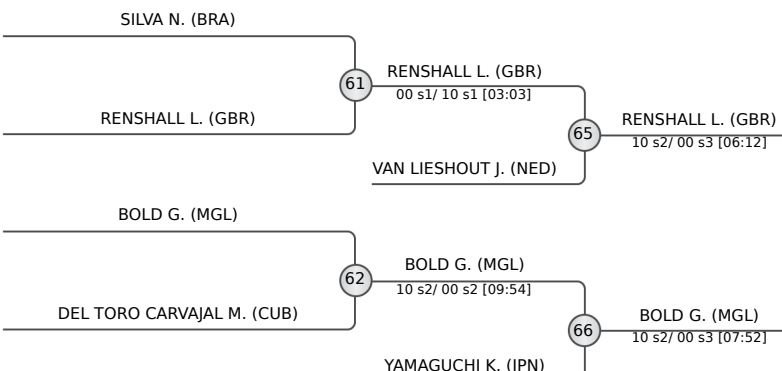 SILVA N. (BRA)
61
RENSHALL L. (GBR)
00 s1/ 10 s1 [03:03]
RENSHALL L. (GBR)
65
RENSHALL L. (GBR)
10 s2/ 00 s3 [06:12]
VAN LIESHOUT J. (NED)
BOLD G. (MGL)
62
BOLD G. (MGL)
10 s2/ 00 s2 [09:54]
DEL TORO CARVAJAL M. (CUB)
66
BOLD G. (MGL)
10 s2/ 00 s3 [07:52]
YAMAGUCHI K. (JPN)